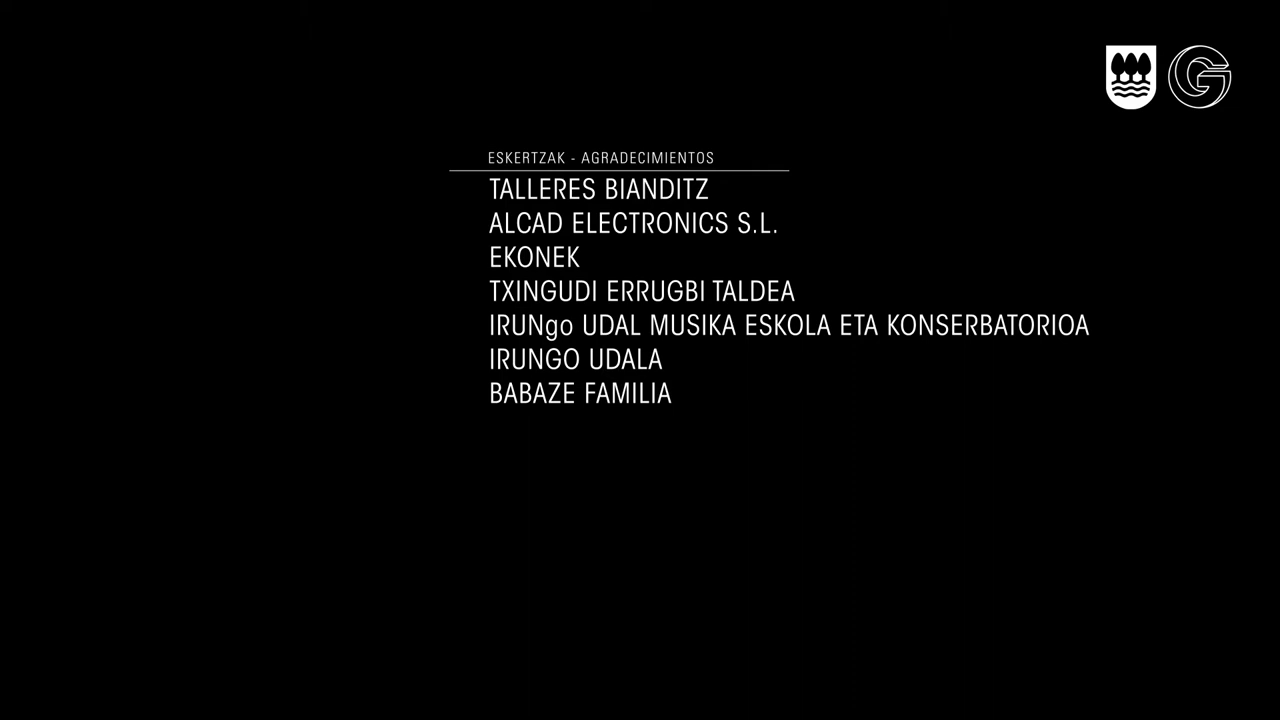 ESKERTZAK - AGRADECIMIENTOS
TALLERES BIANDITZ
ALCAD ELECTRONICS S.L.
EKONEK
TXINGUDI ERRUGBI TALDEA
IRUNgo UDAL MUSIKA ESKOLA ETA KONSERBATORIOA
IRUNGO UDALA
BABAZE FAMILIA